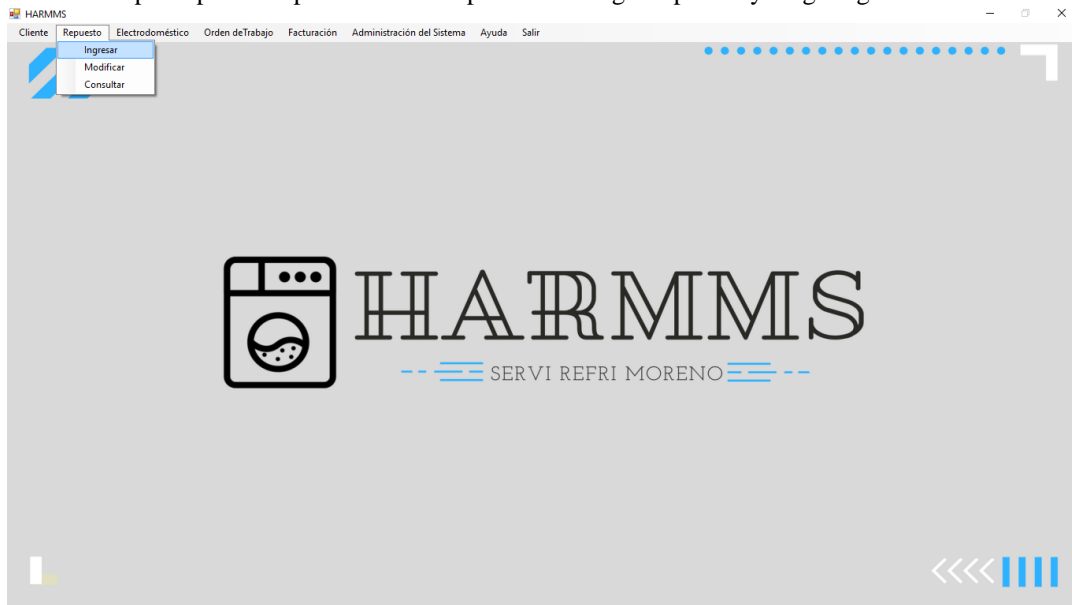 HARMMS
Cliente Repuesto Electrodoméstico Orden deTrabajo Facturación Administración del Sistema Ayuda Salir
Ingresar
Modificar
Consultar
HARMMS
SERVI REFRI MORENO